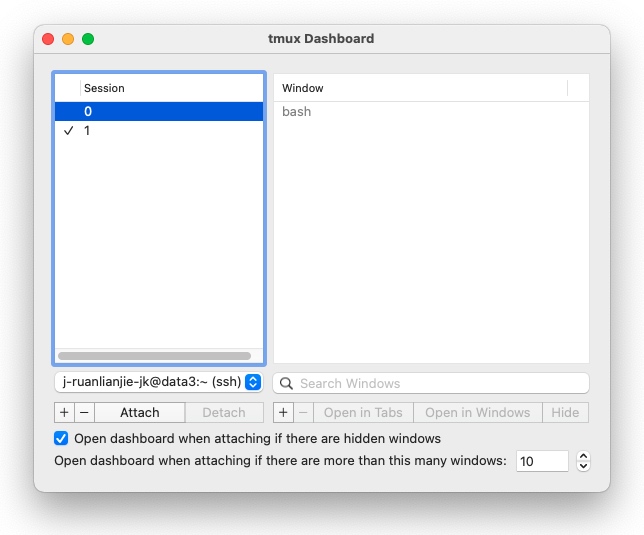 tmux Dashboard
Session
0
✓ 1
Window
bash
j-ruanlianjie-jk@data3:~ (ssh)
Search Windows
+ − Attach Detach
+ − Open in Tabs Open in Windows Hide
Open dashboard when attaching if there are hidden windows
Open dashboard when attaching if there are more than this many windows: 10